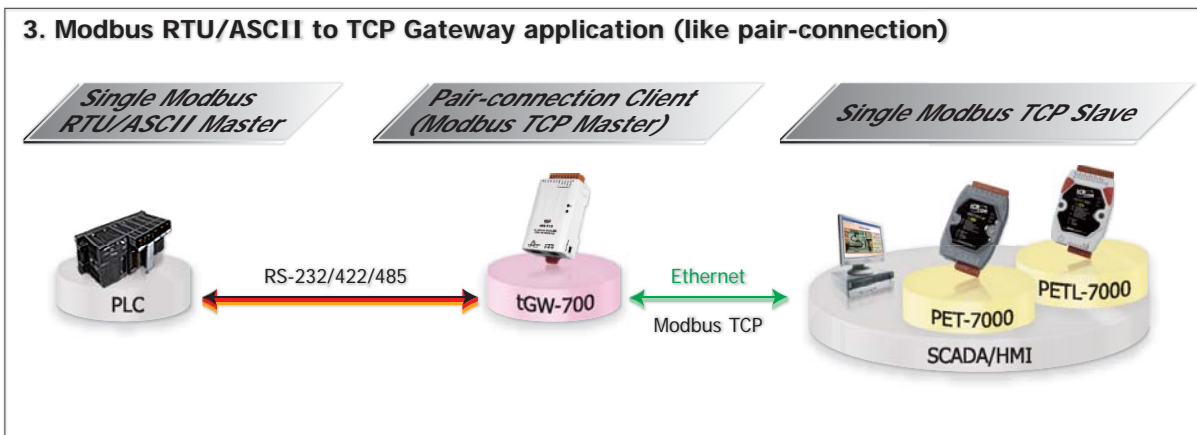 3. Modbus RTU/ASCII to TCP Gateway application (like pair-connection)
Single Modbus
RTU/ASCII Master
Pair-connection Client
(Modbus TCP Master)
Single Modbus TCP Slave
PLC
RS-232/422/485
tGW-700
Ethernet
Modbus TCP
PETL-7000
PET-7000
SCADA/HMI